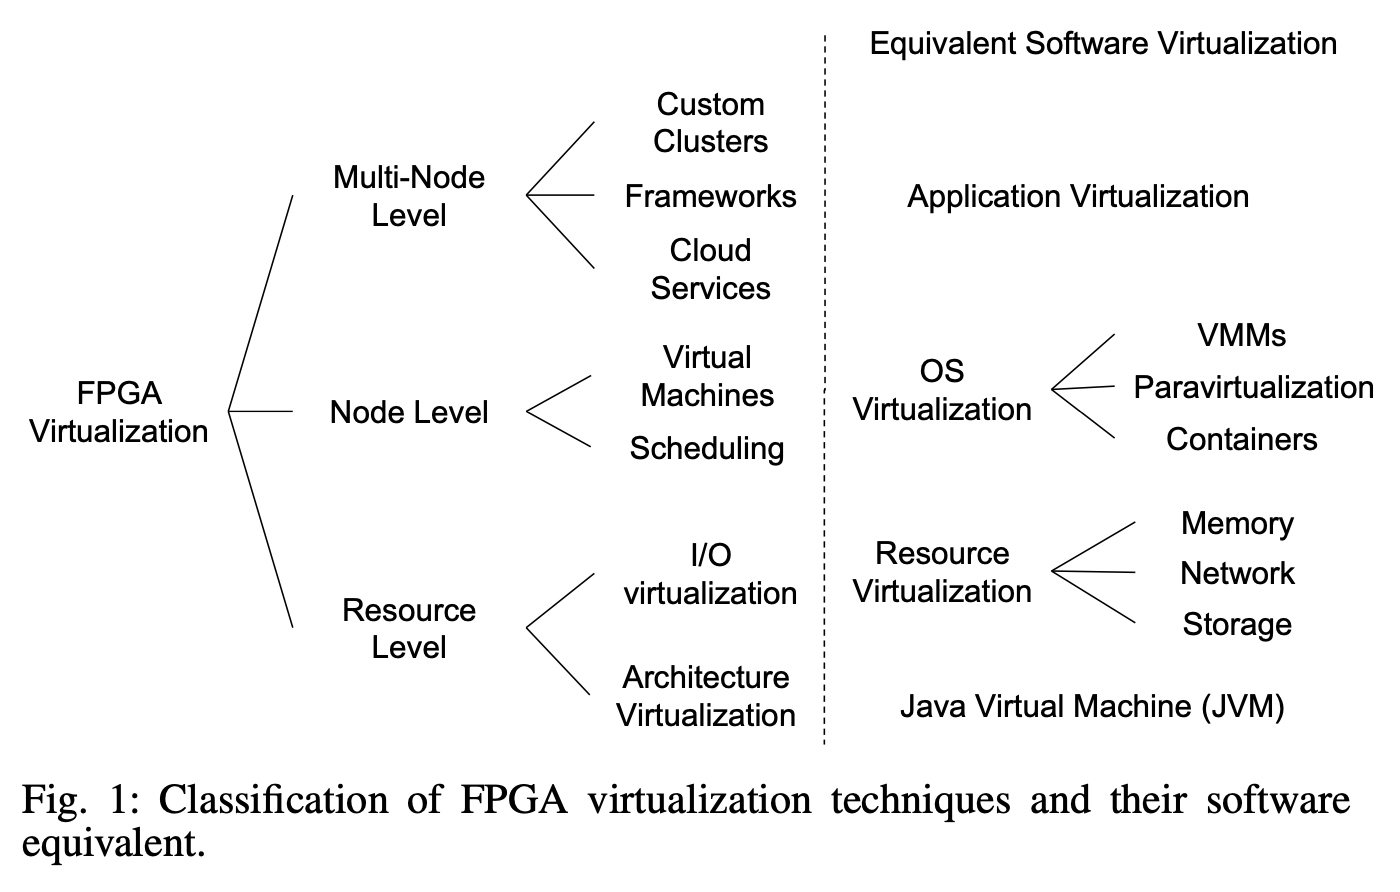 Equivalent Software Virtualization
Custom
Clusters
Multi-Node
Level
Frameworks
Application Virtualization
Cloud
Services
FPGA
Virtualization
Node Level
Virtual
Machines
Scheduling
OS
Virtualization
VMMs
Paravirtualization
Containers
Resource
Level
I/O
virtualization
Resource
Virtualization
Memory
Network
Storage
Architecture
Virtualization
Java Virtual Machine (JVM)
Fig. 1: Classification of FPGA virtualization techniques and their software
equivalent.